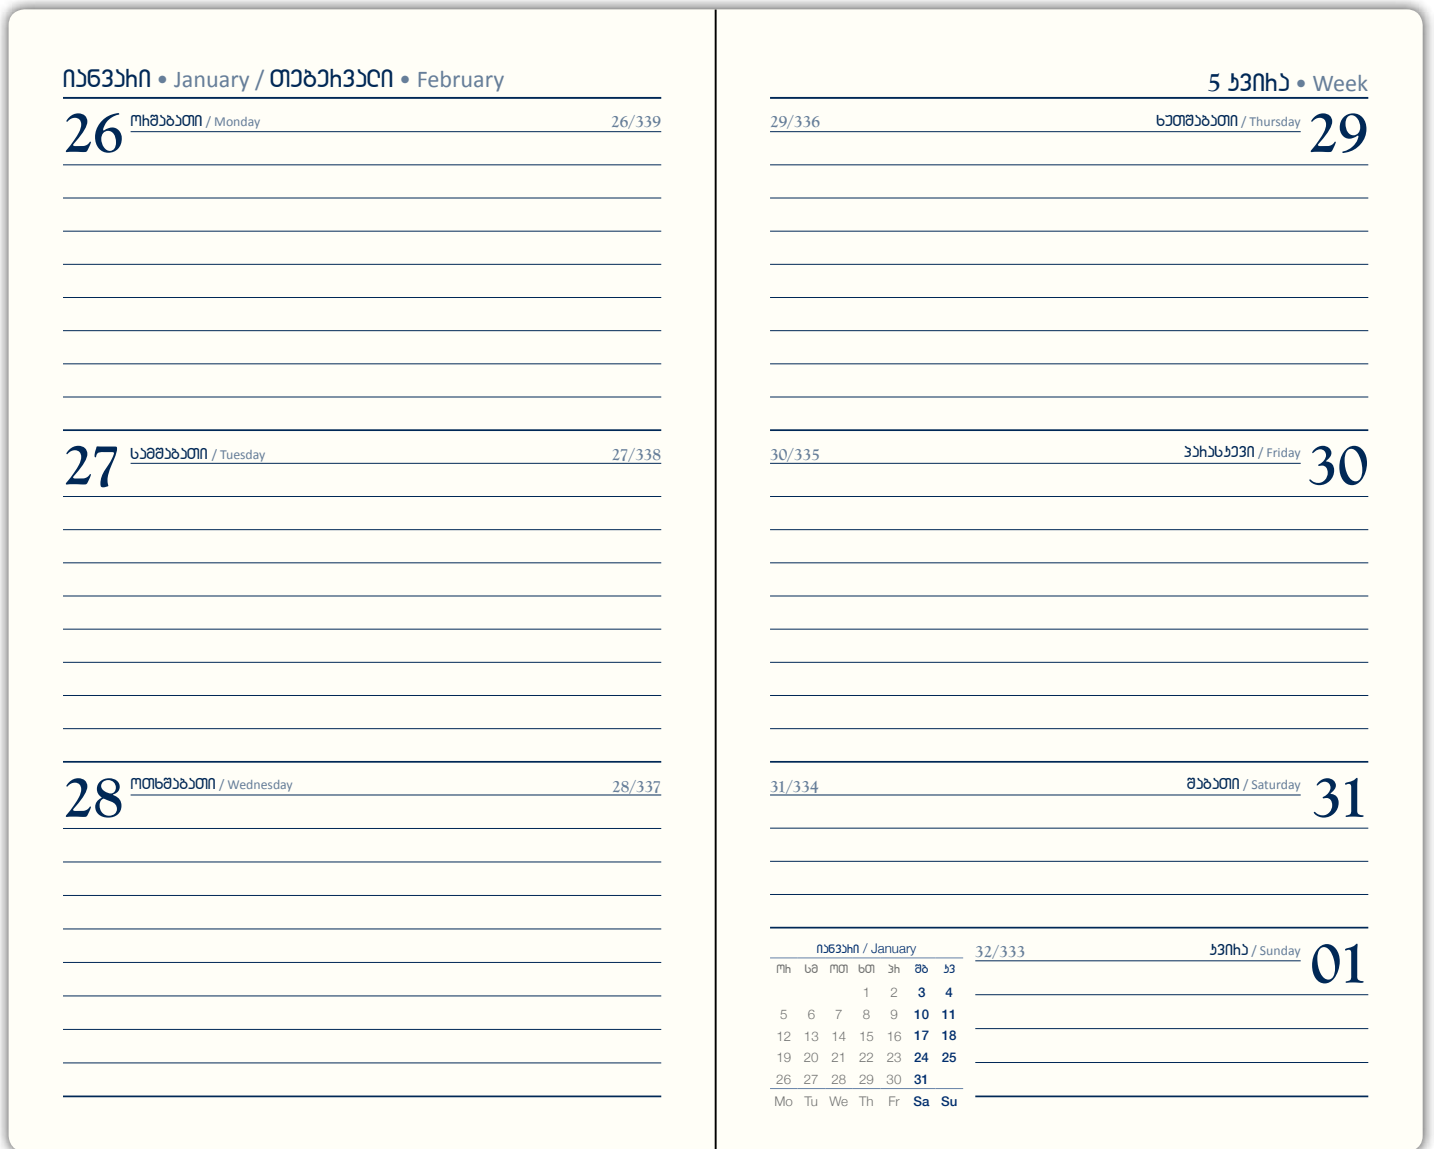 იანვარი • January / თებერვალი • February
26 ორშაბათი / Monday 26/339
27 სამშაბათი / Tuesday 27/338
28 ოთხშაბათი / Wednesday 28/337
5 კვირა • Week
29/336 ხუთშაბათი / Thursday 29
30/335 პარასკევი / Friday 30
31/334 შაბათი / Saturday 31
32/333 კვირა / Sunday 01
იანვარი / January
ორ სმ ოთ ხთ პრ შბ კვ
1 2 3 4
5 6 7 8 9 10 11
12 13 14 15 16 17 18
19 20 21 22 23 24 25
26 27 28 29 30 31
Mo Tu We Th Fr Sa Su